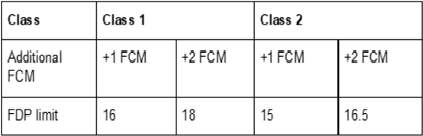 Class Class 1 Class 2
Additional FCM +1 FCM +2 FCM +1 FCM +2 FCM
FDP limit 16 18 15 16.5